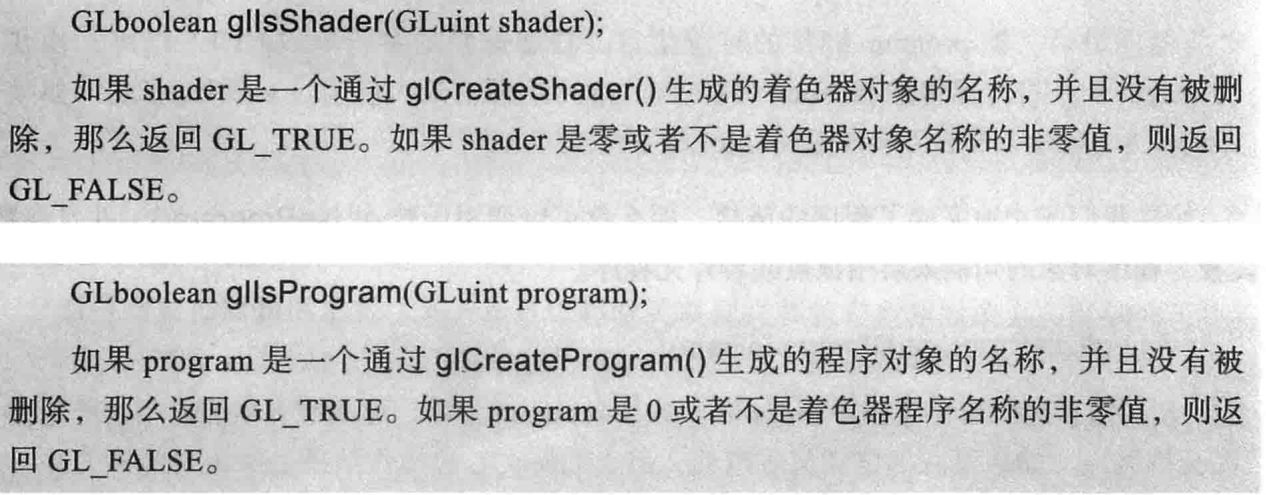 GLboolean glIsShader(GLuint shader);
如果 shader 是一个通过 glCreateShader() 生成的着色器对象的名称，并且没有被删
除，那么返回 GL_TRUE。如果 shader 是零或者不是着色器对象名称的非零值，则返回
GL_FALSE。
GLboolean glIsProgram(GLuint program);
如果 program 是一个通过 glCreateProgram() 生成的程序对象的名称，并且没有被
删除，那么返回 GL_TRUE。如果 program 是 0 或者不是着色器程序名称的非零值，则返
回 GL_FALSE。